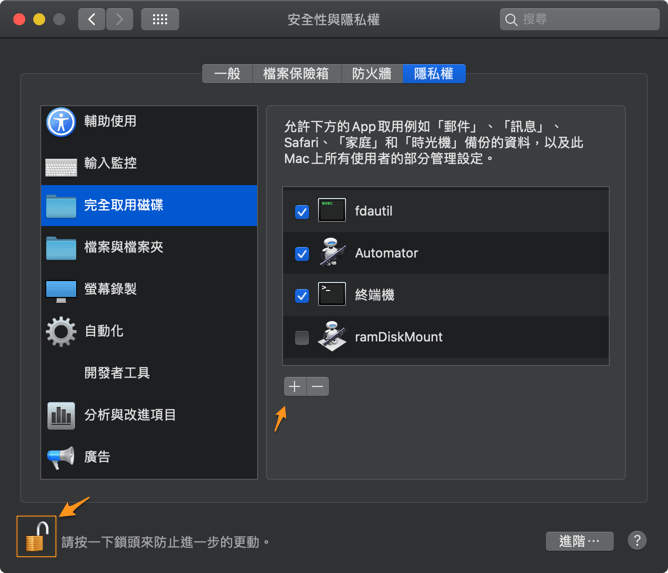 安全性與隱私權
搜尋
一般
檔案保險箱
防火牆
隱私權
輔助使用
輸入監控
完全取用磁碟
檔案與檔案夾
螢幕錄製
自動化
開發者工具
分析與改進項目
廣告
允許下方的App取用例如「郵件」、「訊息」、
Safari、「家庭」和「時光機」備份的資料,以及此
Mac上所有使用者的部分管理設定。
fdautil
Automator
終端機
ramDiskMount
請按一下鎖頭來防止進一步的更動。
進階⋯
?